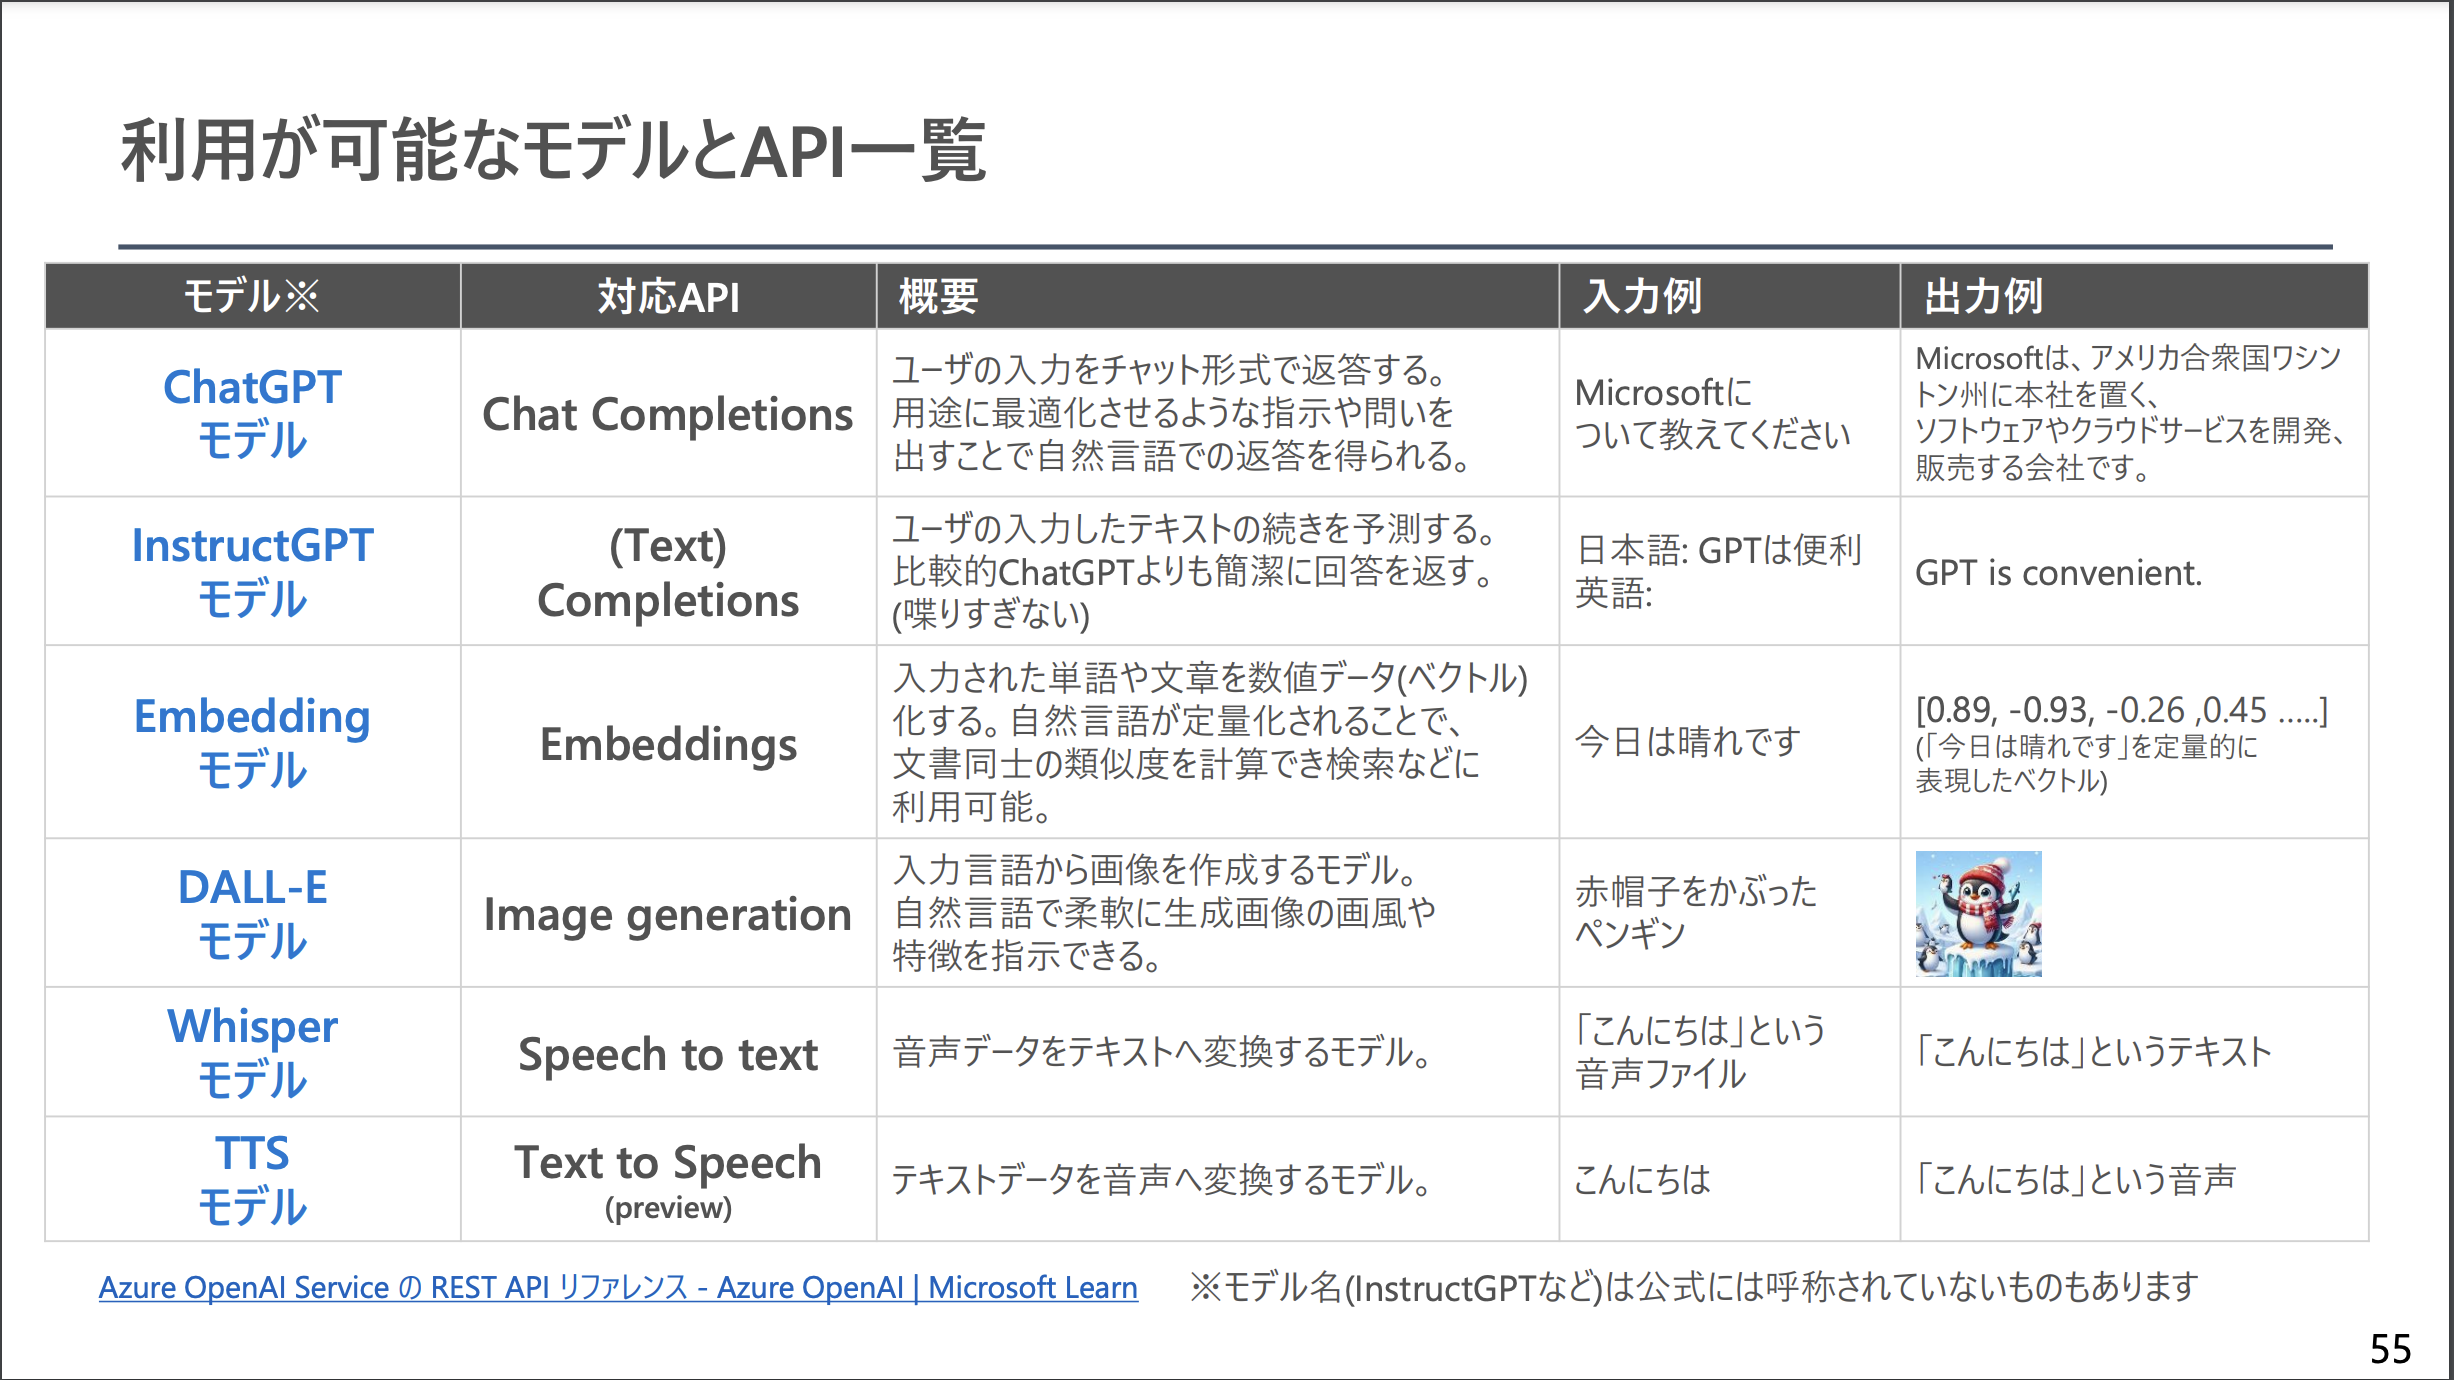 利用が可能なモデルとAPI一覧
モデル※ 対応API 概要 入力例 出力例
ChatGPT
モデル
Chat Completions
ユーザの入力をチャット形式で返答する。
用途に最適化させるような指示や問いを
出すことで自然言語での返答を得られる。
Microsoftに
ついて教えてください
Microsoftは、アメリカ合衆国ワシン
トン州に本社を置く、
ソフトウェアやクラウドサービスを開発、
販売する会社です。
InstructGPT
モデル
(Text)
Completions
ユーザの入力したテキストの続きを予測する。
比較的ChatGPTよりも簡潔に回答を返す。
(喋りすぎない)
日本語: GPTは便利
英語:
GPT is convenient.
Embedding
モデル
Embeddings
入力された単語や文章を数値データ(ベクトル)
化する。自然言語が定量化されることで、
文書同士の類似度を計算でき検索などに
利用可能。
今日は晴れです
[0.89, -0.93, -0.26 ,0.45 .....]
(「今日は晴れです」を定量的に
表現したベクトル)
DALL-E
モデル
Image generation
入力言語から画像を作成するモデル。
自然言語で柔軟に生成画像の画風や
特徴を指示できる。
赤帽子をかぶった
ペンギン
Whisper
モデル
Speech to text
音声データをテキストへ変換するモデル。
「こんにちは」という
音声ファイル
「こんにちは」というテキスト
TTS
モデル
Text to Speech
(preview)
テキストデータを音声へ変換するモデル。
こんにちは
「こんにちは」という音声
Azure OpenAI Service の REST API リファレンス - Azure OpenAI | Microsoft Learn
※モデル名(InstructGPTなど)は公式には呼称されていないものもあります
55